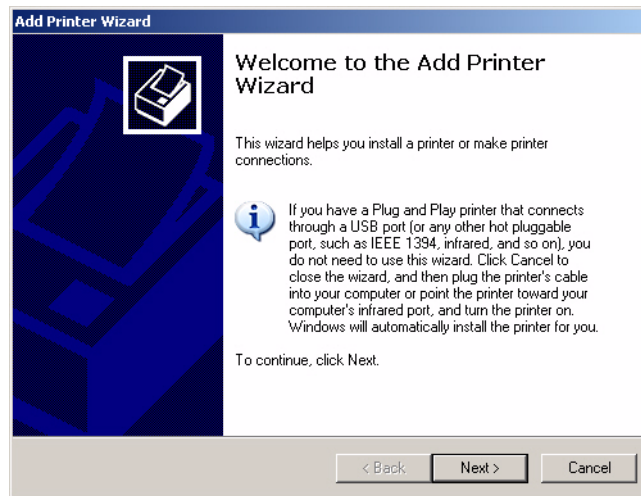 Add Printer Wizard
Welcome to the Add Printer
Wizard
This wizard helps you install a printer or make printer
connections.
If you have a Plug and Play printer that connects
through a USB port (or any other hot pluggable
port, such as IEEE 1394, infrared, and so on), you
do not need to use this wizard. Click Cancel to
close the wizard, and then plug the printer's cable
into your computer or point the printer toward your
computer's infrared port, and turn the printer on.
Windows will automatically install the printer for you.
To continue, click Next.
< Back Next > Cancel